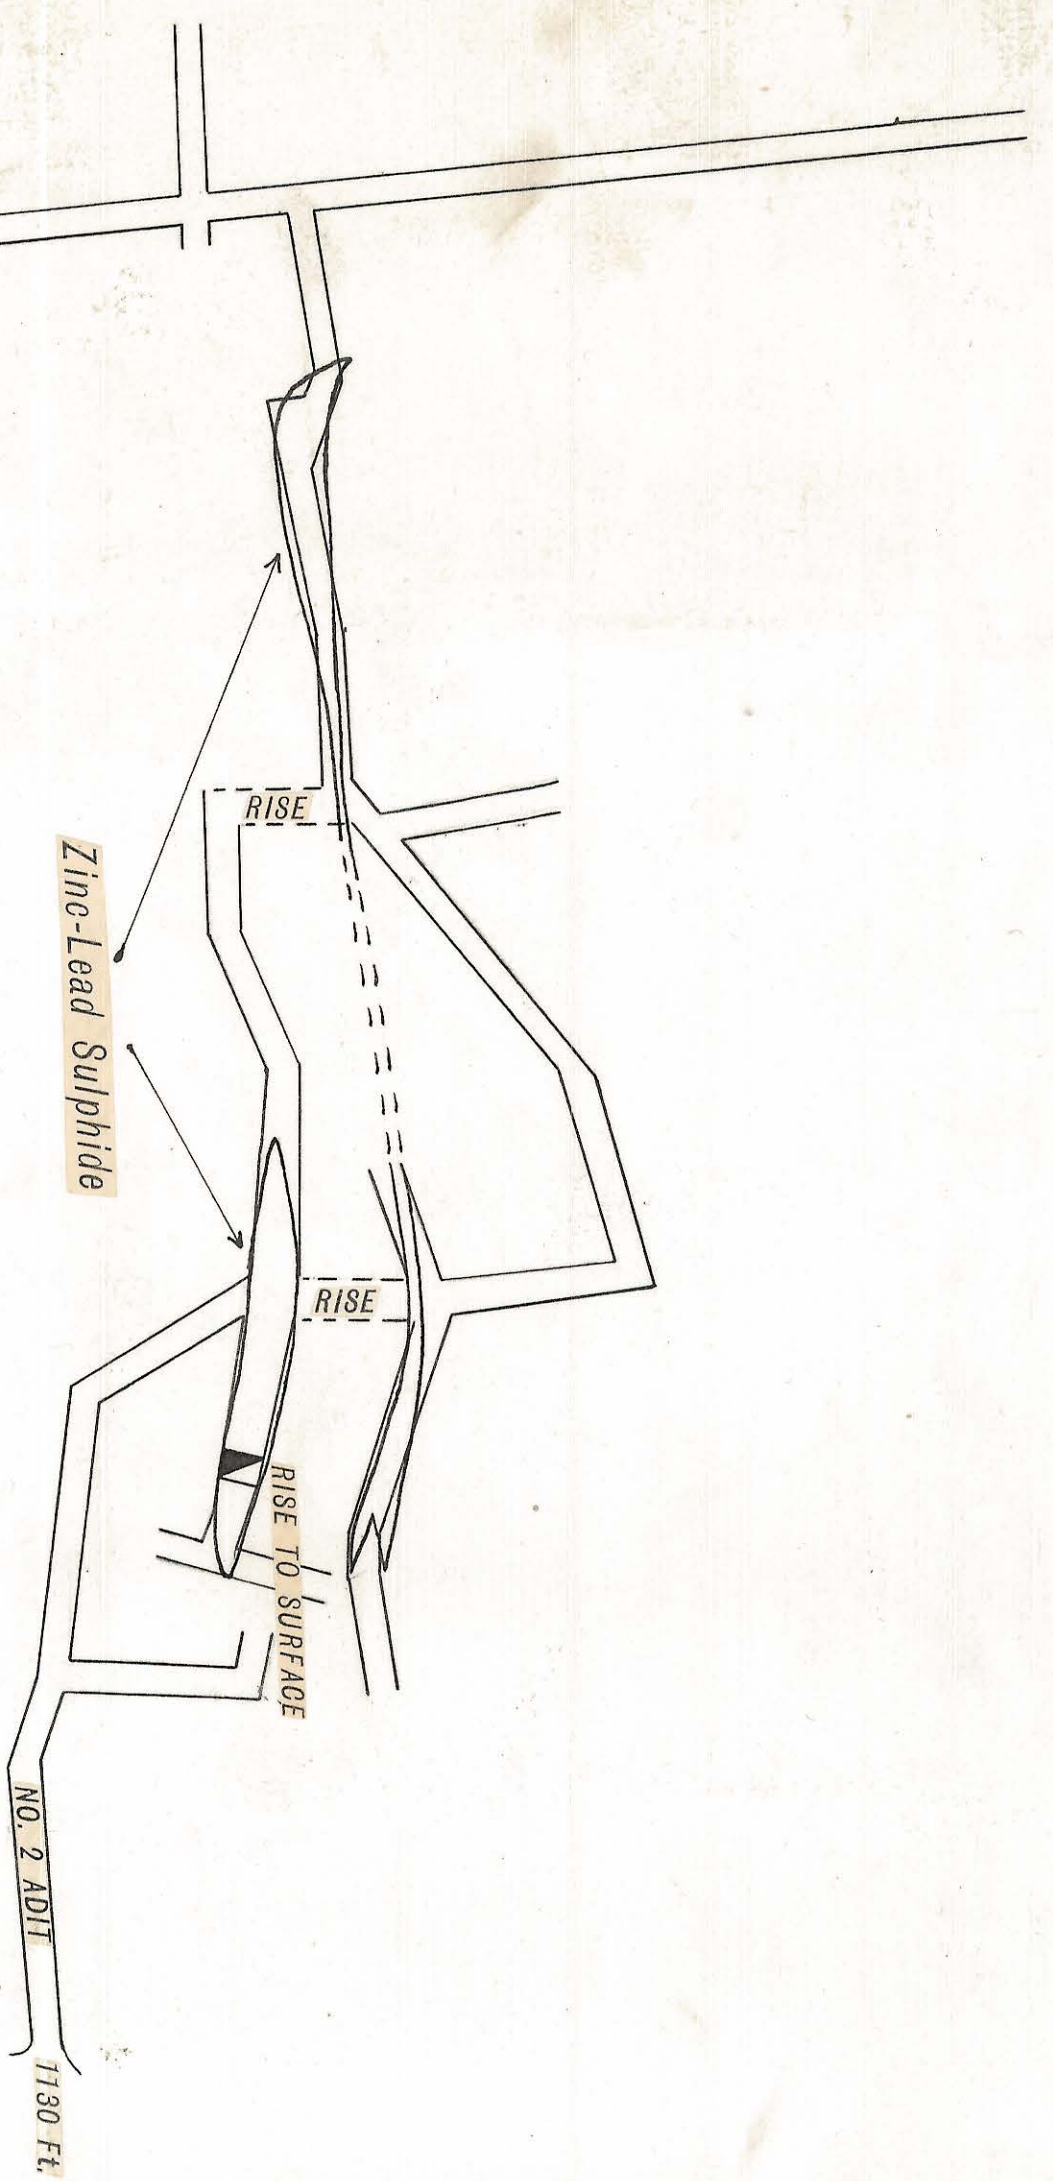 RISE
Zinc-Lead Sulphide
RISE
RISE TO SURFACE
NO. 2 ADIT
1130 Ft.